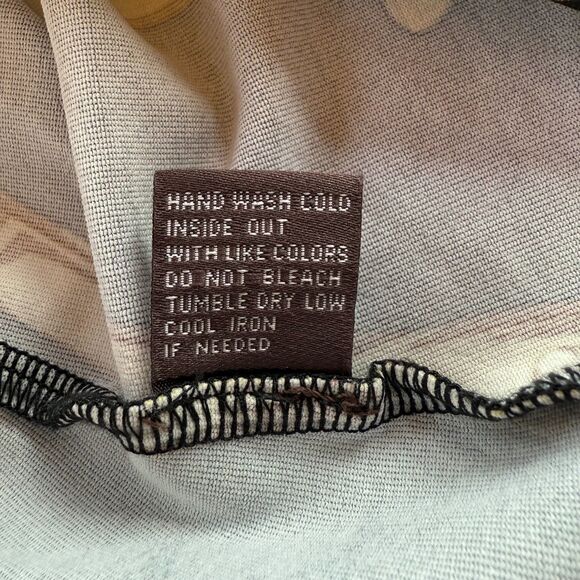 HAND WASH COLD
INSIDE OUT
WITH LIKE COLORS
DO NOT BLEACH
TUMBLE DRY LOW
COOL IRON
IF NEEDED